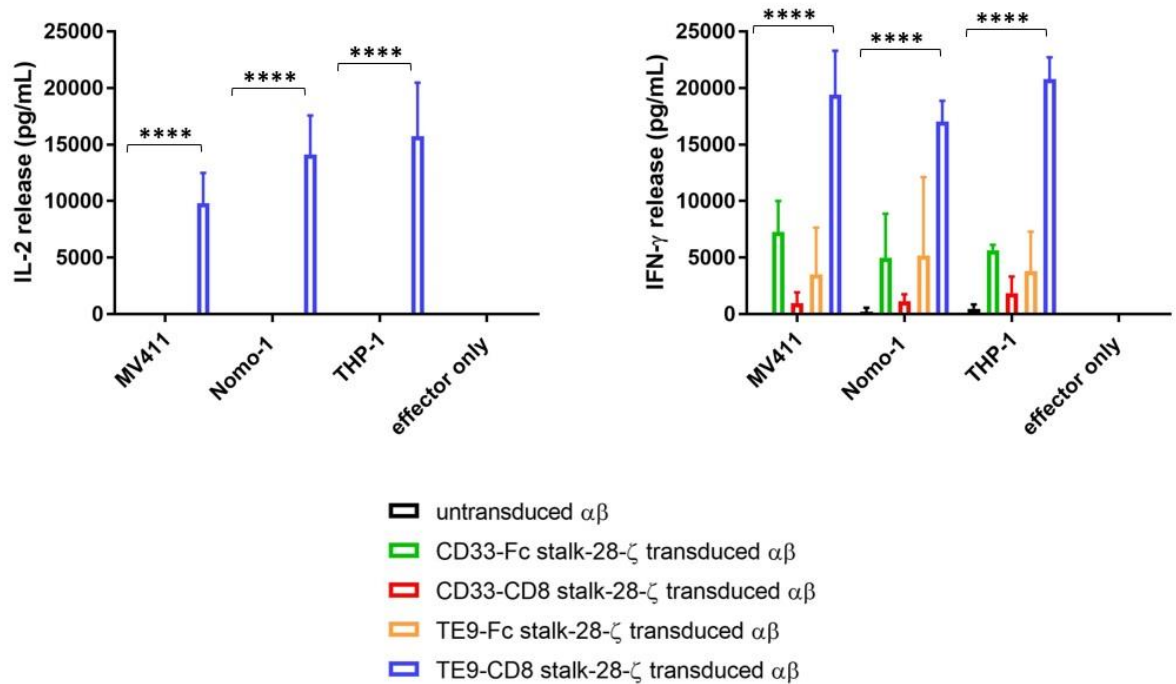 IL-2 release (pg/mL)
25000
20000
15000
10000
5000
0
****
****
****
MV411
Nomo-1
THP-1
effector only
IFN-γ release (pg/mL)
25000
20000
15000
10000
5000
0
****
****
****
MV411
Nomo-1
THP-1
effector only
untransduced αβ
CD33-Fc stalk-28-ζ transduced αβ
CD33-CD8 stalk-28-ζ transduced αβ
TE9-Fc stalk-28-ζ transduced αβ
TE9-CD8 stalk-28-ζ transduced αβ